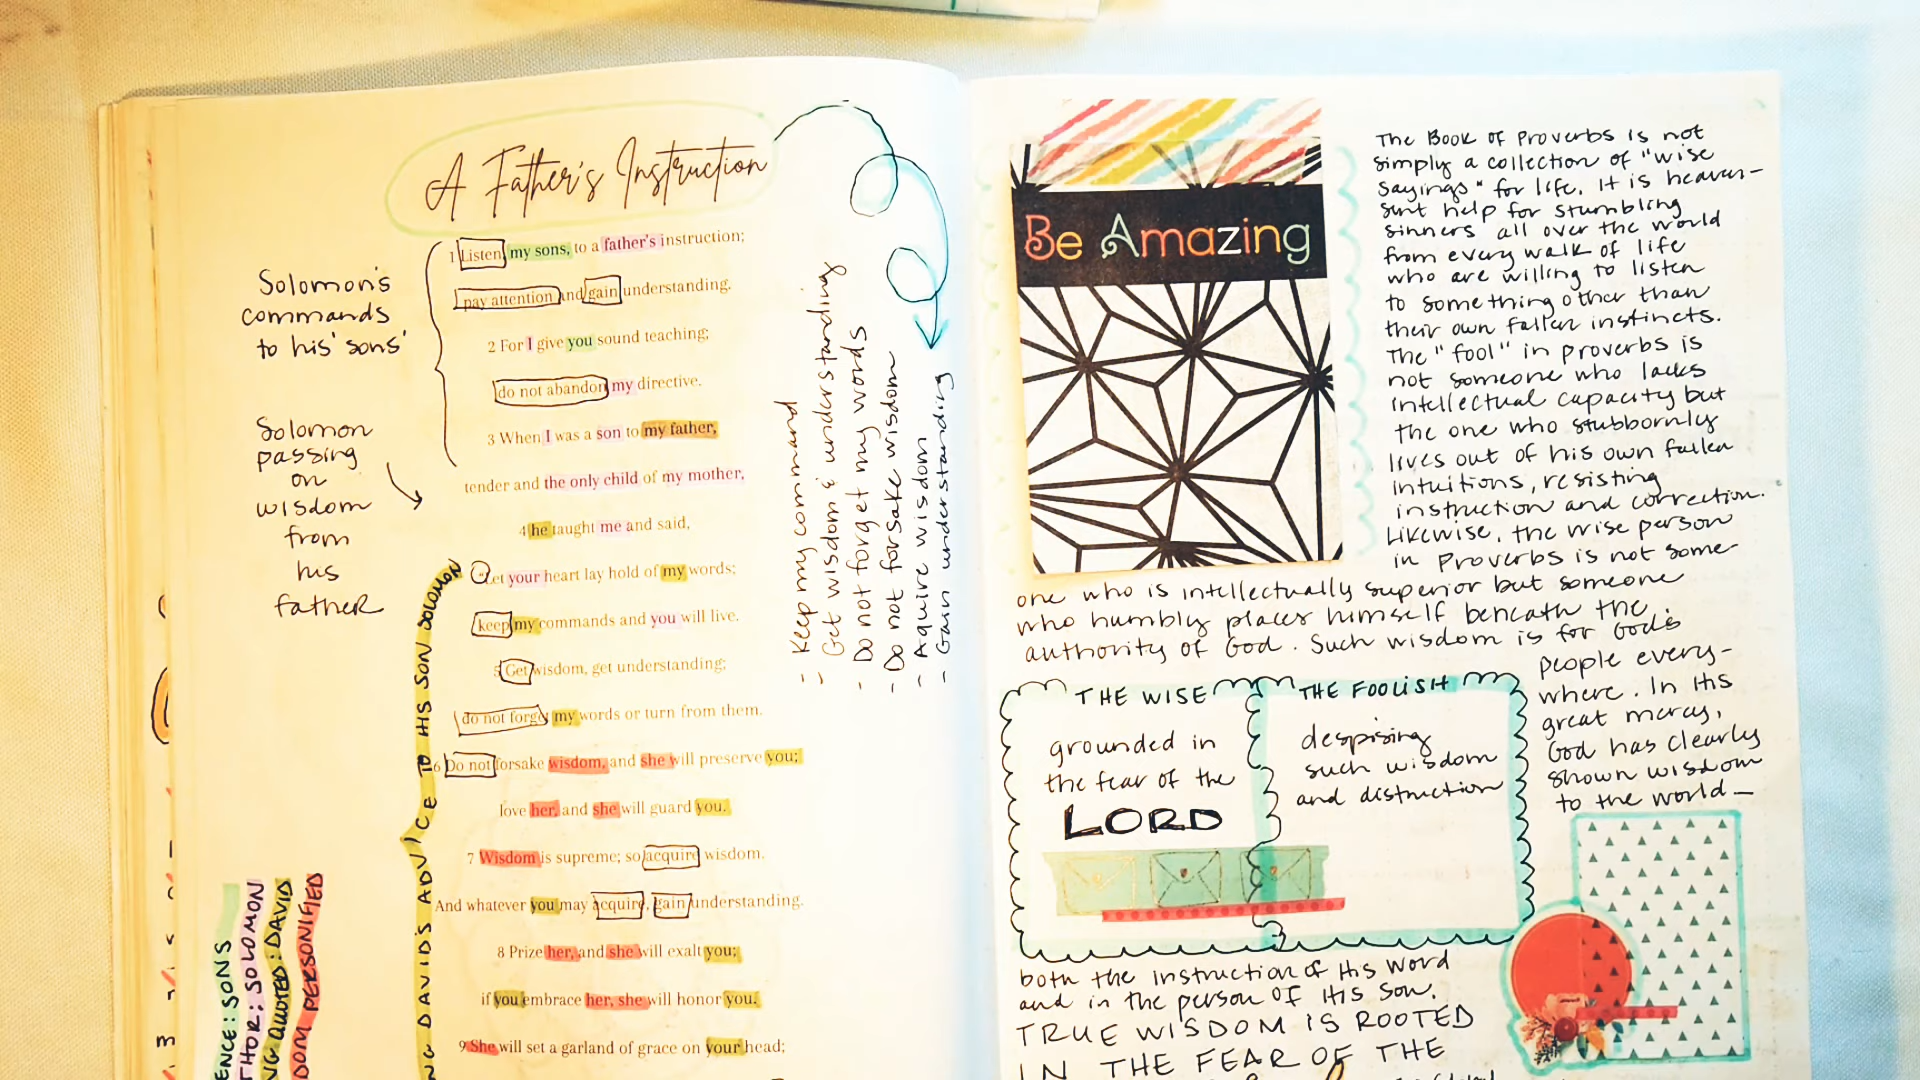 A Father's Instruction
1 Listen, my sons, to a father's instruction;
pay attention and gain understanding.
2 For I give you sound teaching;
do not abandon my directive.
3 When I was a son to my father,
tender and the only child of my mother,
4 he taught me and said,
"Let your heart lay hold of my words;
keep my commands and you will live.
5 Get wisdom, get understanding;
do not forget my words or turn from them.
6 Do not forsake wisdom, and she will preserve you;
love her, and she will guard you.
7 Wisdom is supreme; so acquire wisdom.
And whatever you may acquire, gain understanding.
8 Prize her, and she will exalt you;
if you embrace her, she will honor you.
9 She will set a garland of grace on your head;
Solomon's
commands
to his 'sons'
Solomon
passing
on
wisdom
from
his
father
DAVID'S ADVICE TO HIS SON SOLOMON
ENCE: SONS
THOR: SOLOMON
NG QUOTED: DAVID
DOM PERSONIFIED
- Keep my command
- Get wisdom & understanding
- Do not forget my words
- Do not forsake wisdom
- Aquire wisdom
- Gain understanding
Be Amazing
The Book of Proverbs is not
simply a collection of "wise
sayings" for life. It is heaven-
sent help for stumbling
sinners all over the world
from every walk of life
who are willing to listen
to something other than
their own fallen instincts.
The "fool" in proverbs is
not someone who lacks
intellectual capacity but
the one who stubbornly
lives out of his own fallen
intuitions, resisting
instruction and correction.
Likewise, the wise person
in Proverbs is not some-
one who is intellectually superior but someone
who humbly places himself beneath the
authority of God. Such wisdom is for God's
people every-
where. In His
great mercy,
God has clearly
shown wisdom
to the world—
THE WISE
grounded in
the fear of the
LORD
THE FOOLISH
despising
such wisdom
and distruction
both the instruction of His Word
and in the person of His Son.
TRUE WISDOM IS ROOTED
IN THE FEAR OF THE